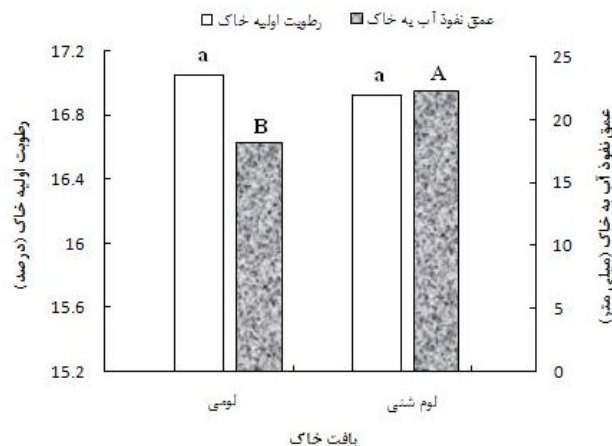 رطوبت اولیه خاک
عمق نفوذ آب به خاک
17.2
16.8
16.4
16
15.6
15.2
رطوبت اولیه خاک (درصد)
a
B
a
A
25
20
15
10
5
0
عمق نفوذ آب به خاک (میلی متر)
لومی
لوم شنی
بافت خاک